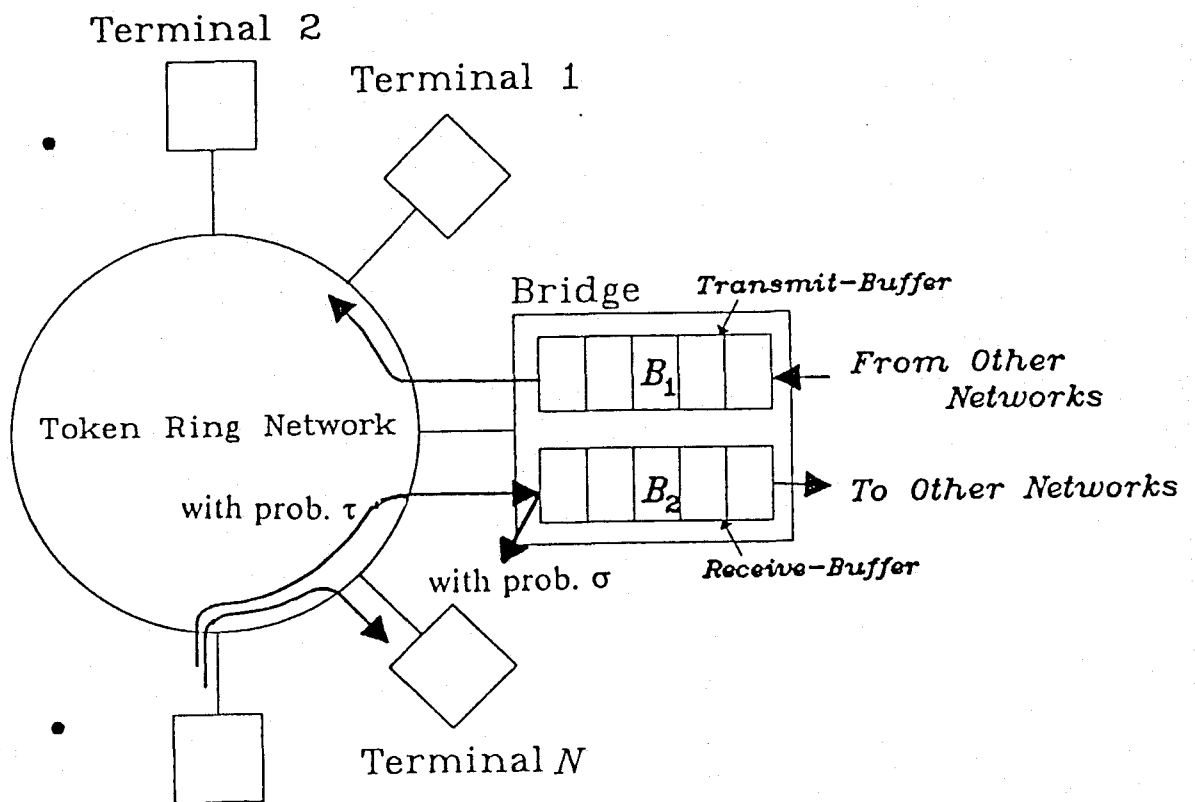 Terminal 2
Terminal 1
Bridge
Transmit-Buffer
B1
From Other
Networks
Token Ring Network
B2
To Other Networks
with prob. τ
with prob. σ
Receive-Buffer
Terminal N